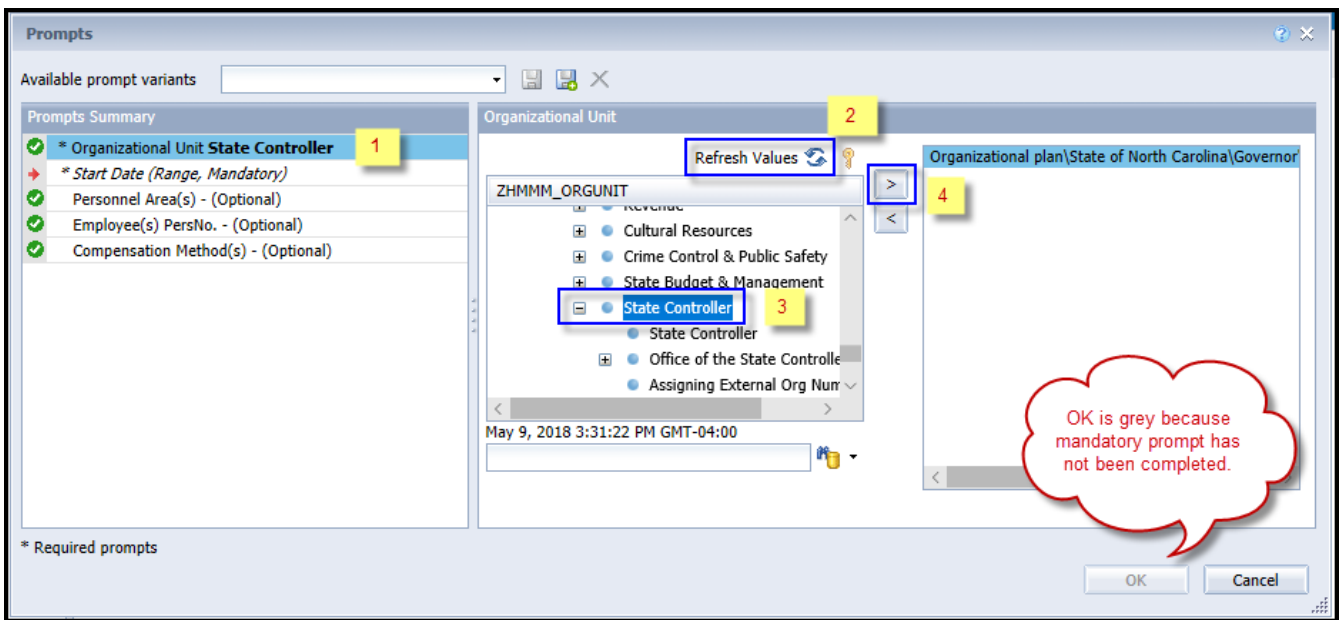 Prompts
Available prompt variants
Prompts Summary
* Organizational Unit State Controller
1
* Start Date (Range, Mandatory)
Personnel Area(s) - (Optional)
Employee(s) PersNo. - (Optional)
Compensation Method(s) - (Optional)
Organizational Unit
2
Refresh Values
ZHMMM_ORGUNIT
Revenue
Cultural Resources
Crime Control & Public Safety
State Budget & Management
State Controller
3
State Controller
Office of the State Controlle
Assigning External Org Num
May 9, 2018 3:31:22 PM GMT-04:00
>
4
<
Organizational plan\State of North Carolina\Governor
OK is grey because
mandatory prompt has
not been completed.
* Required prompts
OK
Cancel